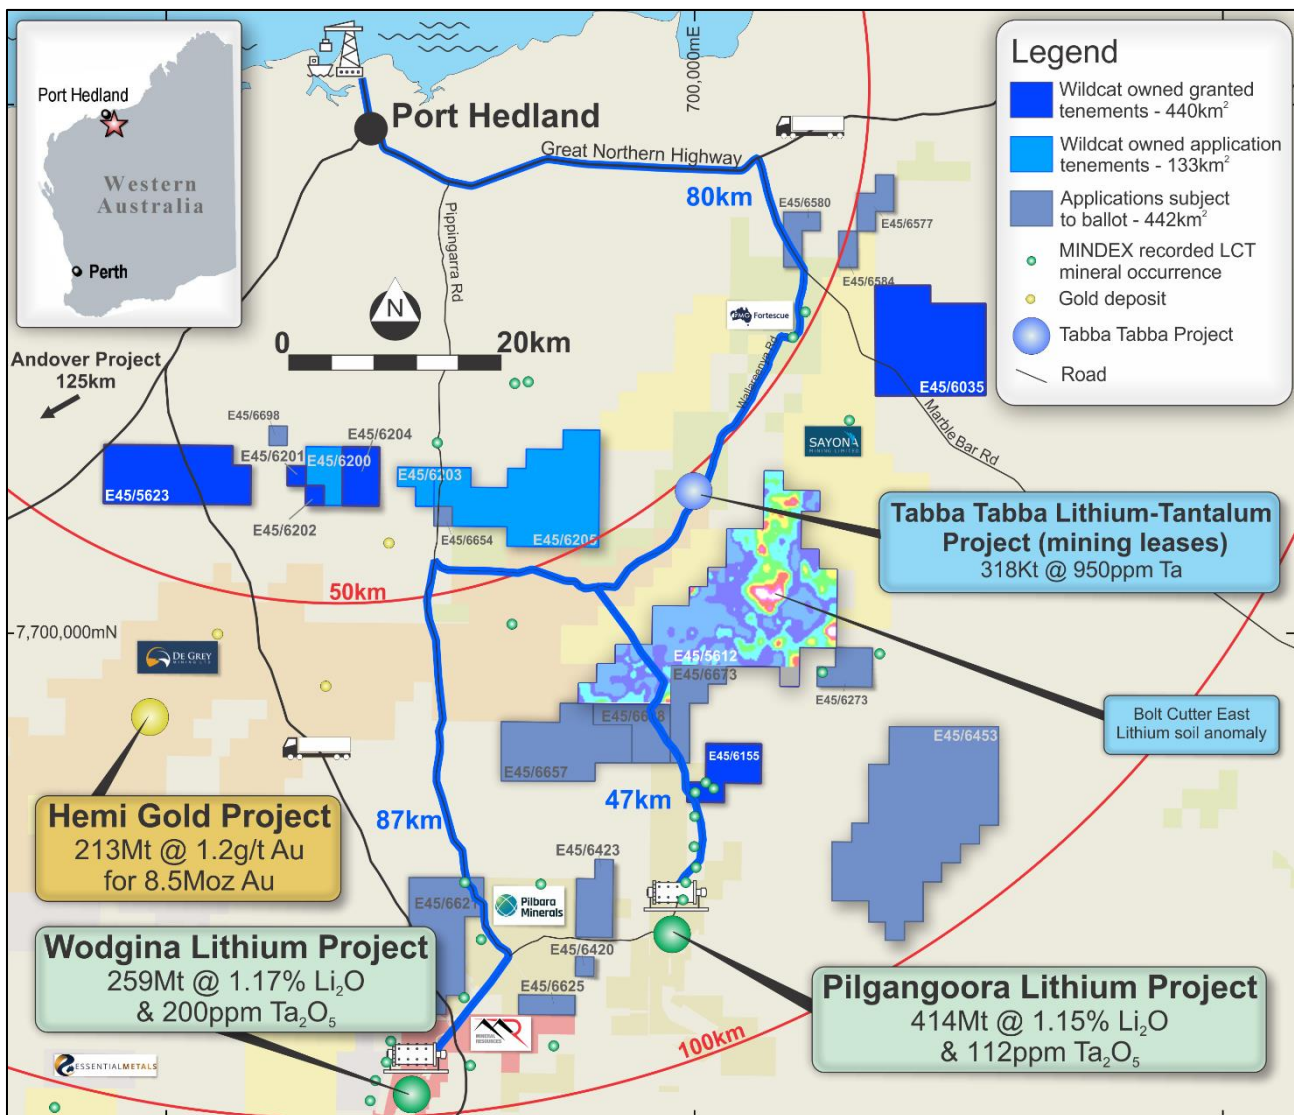 Port Hedland
Western
Australia
Perth
Port Hedland
700,000mE
Great Northern Highway
80km
Pippingarra Rd
N
0
20km
Andover Project
125km
Legend
Wildcat owned granted
tenements - 440km²
Wildcat owned application
tenements - 133km²
Applications subject
to ballot - 442km²
MINDEX recorded LCT
mineral occurrence
Gold deposit
Tabba Tabba Project
Road
E45/6580
E45/6577
E45/6584
Fortescue
Wallareenya Rd
E45/6035
Marble Bar Rd
SAYONA
MINING LIMITED
E45/6698
E45/6204
E45/6201
E45/6200
E45/6203
E45/5623
E45/6202
E45/6654
E45/6205
Tabba Tabba Lithium-Tantalum
Project (mining leases)
318Kt @ 950ppm Ta
50km
7,700,000mN
DE GREY
MINING LTD
E45/5612
E45/6673
E45/6273
Bolt Cutter East
Lithium soil anomaly
E45/6657
E45/6155
E45/6453
47km
87km
Hemi Gold Project
213Mt @ 1.2g/t Au
for 8.5Moz Au
E45/6423
E45/6621
Pilbara
Minerals
E45/6420
E45/6625
Wodgina Lithium Project
259Mt @ 1.17% Li₂O
& 200ppm Ta₂O₅
Pilgangoora Lithium Project
414Mt @ 1.15% Li₂O
& 112ppm Ta₂O₅
MINERAL
RESOURCES
100km
ESSENTIALMETALS